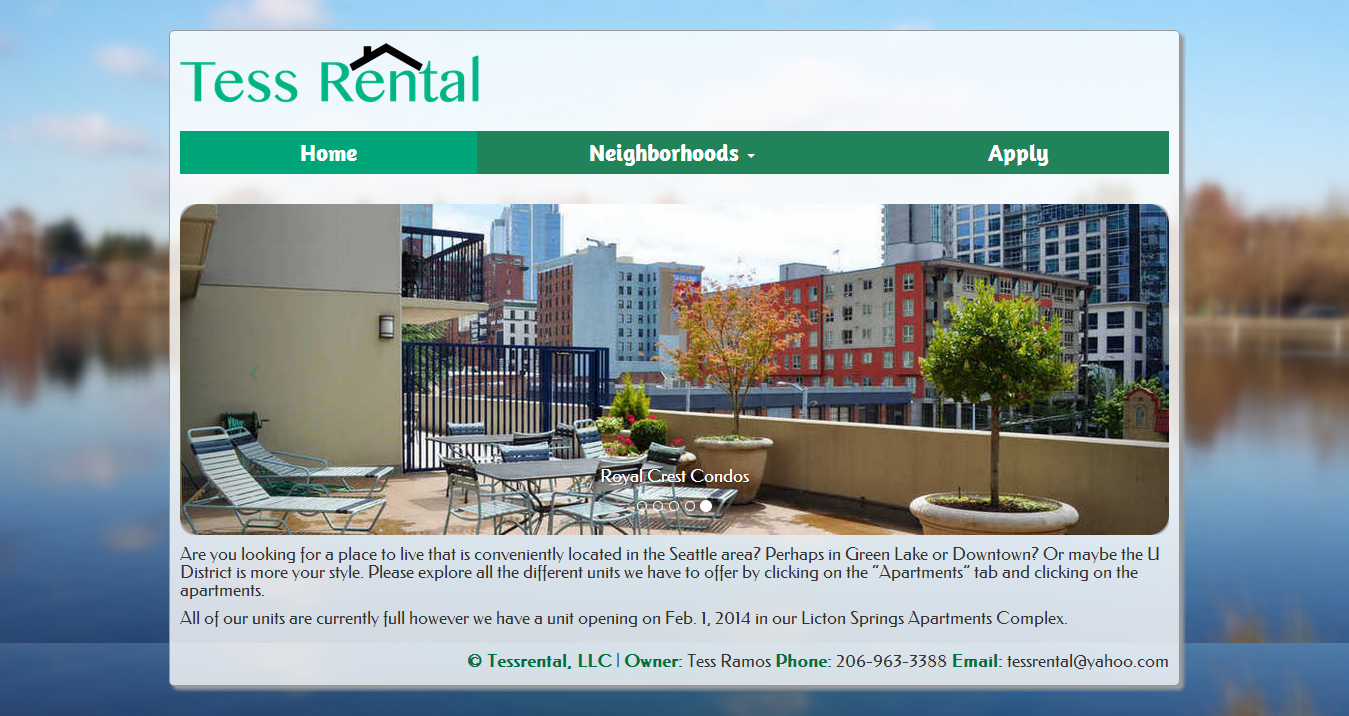 Tess Rental
Home Neighborhoods Apply
Royal Crest Condos
Are you looking for a place to live that is conveniently located in the Seattle area? Perhaps in Green Lake or Downtown? Or maybe the U
District is more your style. Please explore all the different units we have to offer by clicking on the "Apartments" tab and clicking on the
apartments.
All of our units are currently full however we have a unit opening on Feb. 1, 2014 in our Licton Springs Apartments Complex.
© Tessrental, LLC | Owner: Tess Ramos Phone: 206-963-3388 Email: tessrental@yahoo.com